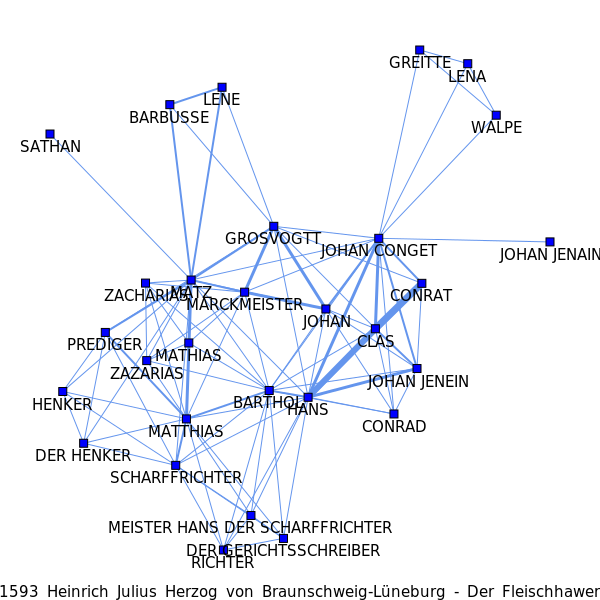 GREITTE
LENA
LENE
BARBUSSE
WALPE
SATHAN
GROSVOGTT
JOHAN CONGET
JOHAN JENAIN
ZACHARIAS
MATZ
MARCKMEISTER
CONRAT
JOHAN
CLAS
PREDIGER
MATHIAS
ZAZARIAS
JOHAN JENEIN
HENKER
BARTHOL
HANS
MATTHIAS
CONRAD
DER HENKER
SCHARFFRICHTER
MEISTER HANS DER SCHARFFRICHTER
DER GERICHTSSCHREIBER
RICHTER
1593 Heinrich Julius Herzog von Braunschweig-Lüneburg - Der Fleischhawer